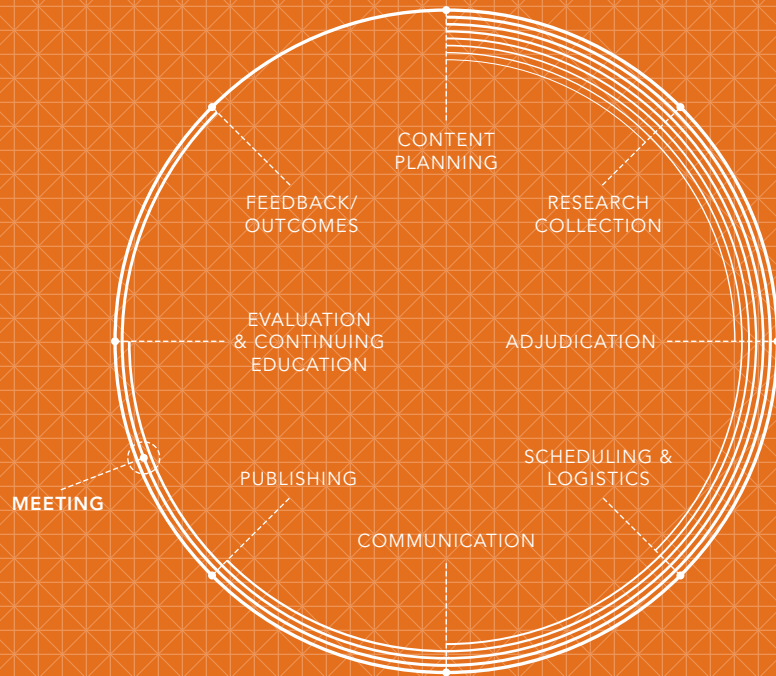 CONTENT
PLANNING
FEEDBACK/
OUTCOMES
RESEARCH
COLLECTION
EVALUATION
& CONTINUING
EDUCATION
ADJUDICATION
SCHEDULING &
LOGISTICS
PUBLISHING
MEETING
COMMUNICATION